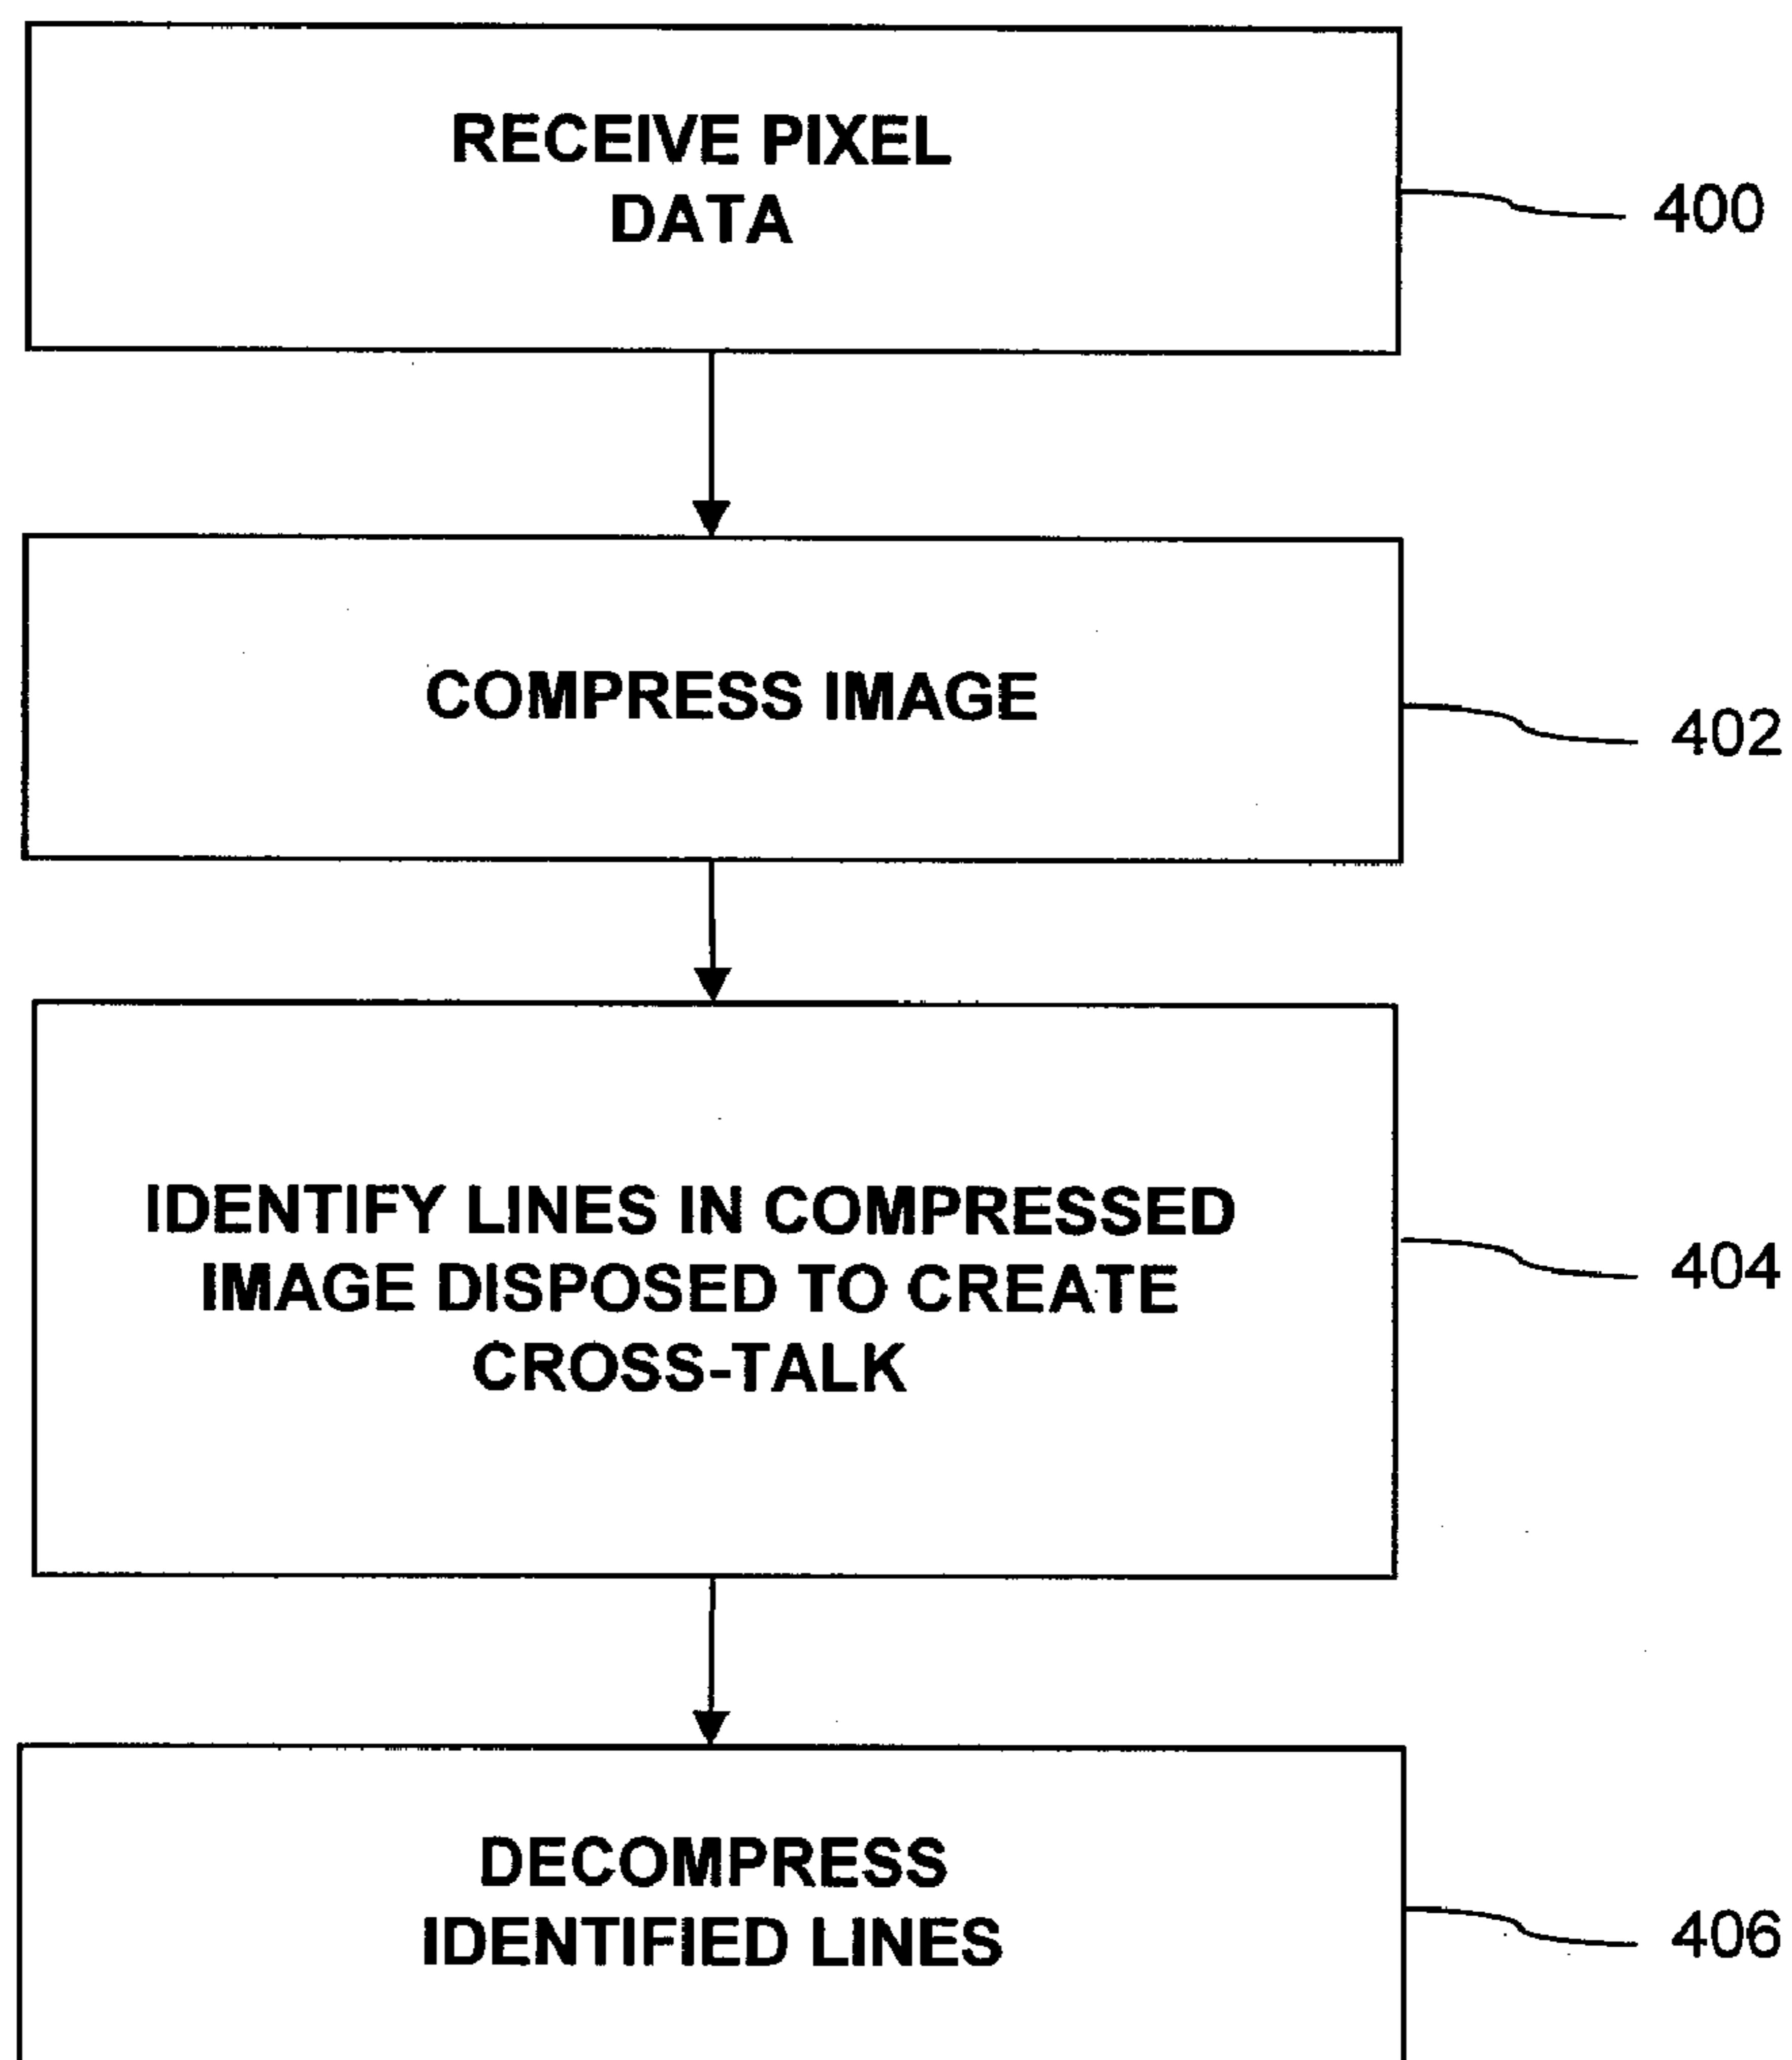 RECEIVE PIXEL
DATA
400
COMPRESS IMAGE
402
IDENTIFY LINES IN COMPRESSED
IMAGE DISPOSED TO CREATE
CROSS-TALK
404
DECOMPRESS
IDENTIFIED LINES
406